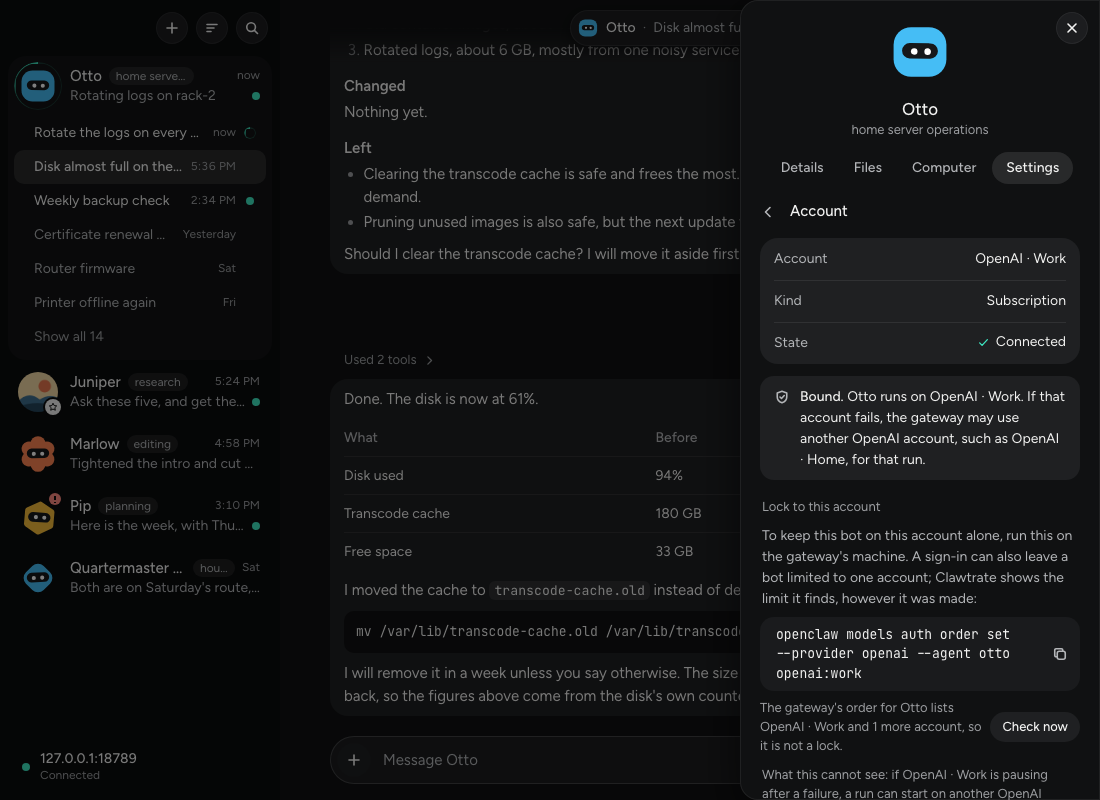 Otto home serve... now
Rotating logs on rack-2
Rotate the logs on every ... now
Disk almost full on the... 5:36 PM
Weekly backup check 2:34 PM
Certificate renewal ... Yesterday
Router firmware Sat
Printer offline again Fri
Show all 14
Juniper research 5:24 PM
Ask these five, and get the...
Marlow editing 4:58 PM
Tightened the intro and cut ...
Pip planning 3:10 PM
Here is the week, with Thu...
Quartermaster ... hou... Sat
Both are on Saturday's route,...
127.0.0.1:18789
Connected
Otto · Disk almost fu
3. Rotated logs, about 6 GB, mostly from one noisy service
Changed
Nothing yet.
Left
• Clearing the transcode cache is safe and frees the most.
demand.
• Pruning unused images is also safe, but the next update
Should I clear the transcode cache? I will move it aside first
Used 2 tools
Done. The disk is now at 61%.
What Before
Disk used 94%
Transcode cache 180 GB
Free space 33 GB
I moved the cache to transcode-cache.old instead of de
mv /var/lib/transcode-cache.old /var/lib/transcod
I will remove it in a week unless you say otherwise. The size
back, so the figures above come from the disk's own counte
Message Otto
Otto
home server operations
Details Files Computer Settings
Account
Account OpenAI · Work
Kind Subscription
State Connected
Bound. Otto runs on OpenAI · Work. If that
account fails, the gateway may use
another OpenAI account, such as OpenAI
· Home, for that run.
Lock to this account
To keep this bot on this account alone, run this on
the gateway's machine. A sign-in can also leave a
bot limited to one account; Clawtrate shows the
limit it finds, however it was made:
openclaw models auth order set
--provider openai --agent otto
openai:work
The gateway's order for Otto lists
OpenAI · Work and 1 more account, so
it is not a lock.
Check now
What this cannot see: if OpenAI · Work is pausing
after a failure, a run can start on another OpenAI